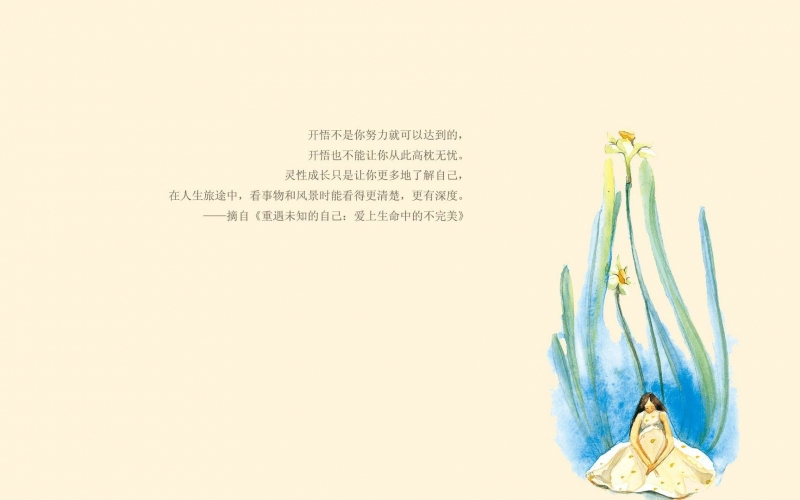 开悟不是你努力就可以达到的，
开悟也不能让你从此高枕无忧。
灵性成长只是让你更多地了解自己，
在人生旅途中，看事物和风景时能看得更清楚，更有深度。
——摘自《重遇未知的自己：爱上生命中的不完美》